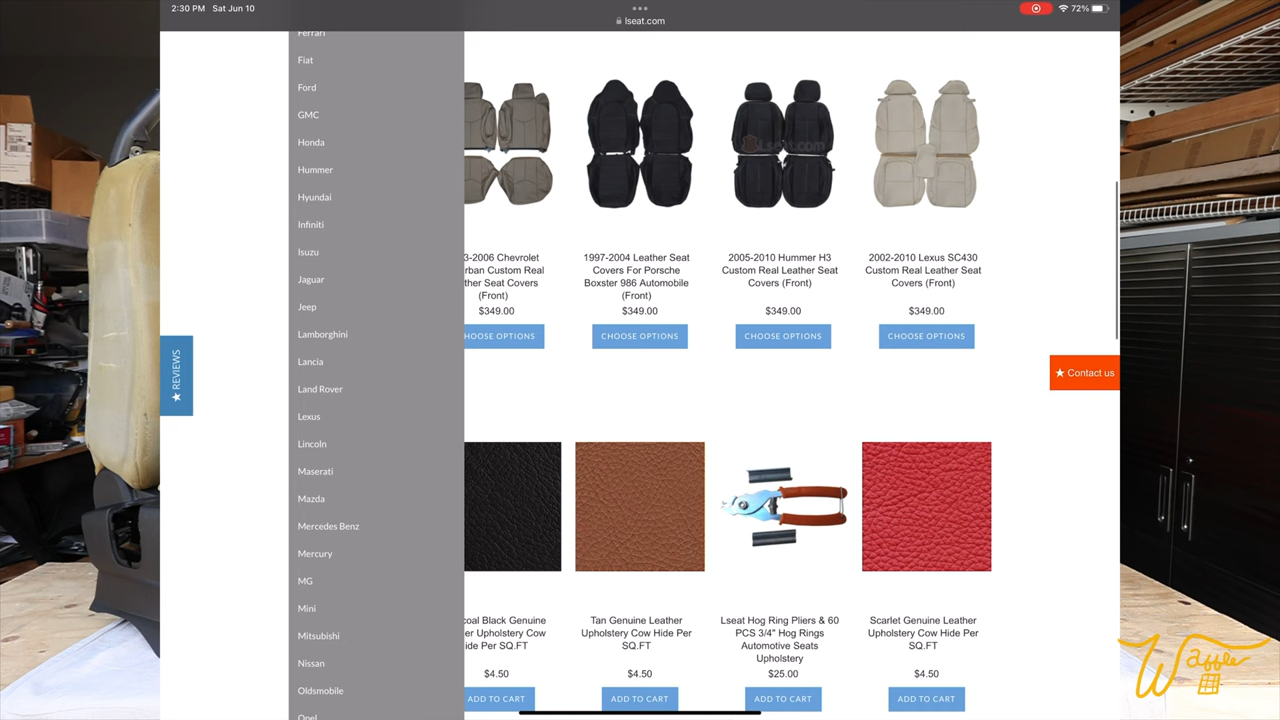 2:30 PM Sat Jun 10
lseat.com
72%
Ferrari
Fiat
Ford
GMC
Honda
Hummer
Hyundai
Infiniti
Isuzu
Jaguar
Jeep
Lamborghini
Lancia
Land Rover
Lexus
Lincoln
Maserati
Mazda
Mercedes Benz
Mercury
MG
Mini
Mitsubishi
Nissan
Oldsmobile
Opel
3-2006 Chevrolet
rban Custom Real
ther Seat Covers
(Front)
$349.00
HOOSE OPTIONS
1997-2004 Leather Seat
Covers For Porsche
Boxster 986 Automobile
(Front)
$349.00
CHOOSE OPTIONS
Lseat.com
2005-2010 Hummer H3
Custom Real Leather Seat
Covers (Front)
$349.00
CHOOSE OPTIONS
2002-2010 Lexus SC430
Custom Real Leather Seat
Covers (Front)
$349.00
CHOOSE OPTIONS
★ REVIEWS
★ Contact us
coal Black Genuine
er Upholstery Cow
ide Per SQ.FT
$4.50
ADD TO CART
Tan Genuine Leather
Upholstery Cow Hide Per
SQ.FT
$4.50
ADD TO CART
Lseat Hog Ring Pliers & 60
PCS 3/4" Hog Rings
Automotive Seats
Upholstery
$25.00
ADD TO CART
Scarlet Genuine Leather
Upholstery Cow Hide Per
SQ.FT
$4.50
ADD TO CART
Waffle